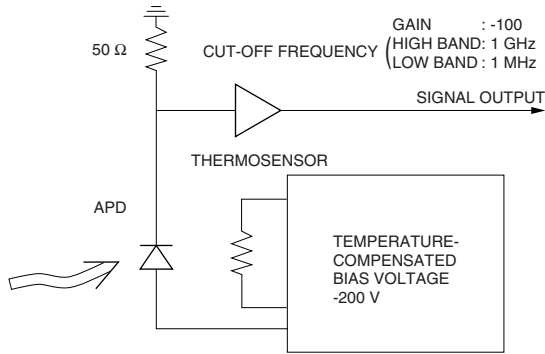 GAIN : -100
50 Ω
CUT-OFF FREQUENCY (HIGH BAND: 1 GHz
LOW BAND : 1 MHz
SIGNAL OUTPUT
THERMOSENSOR
APD
TEMPERATURE-
COMPENSATED
BIAS VOLTAGE
-200 V